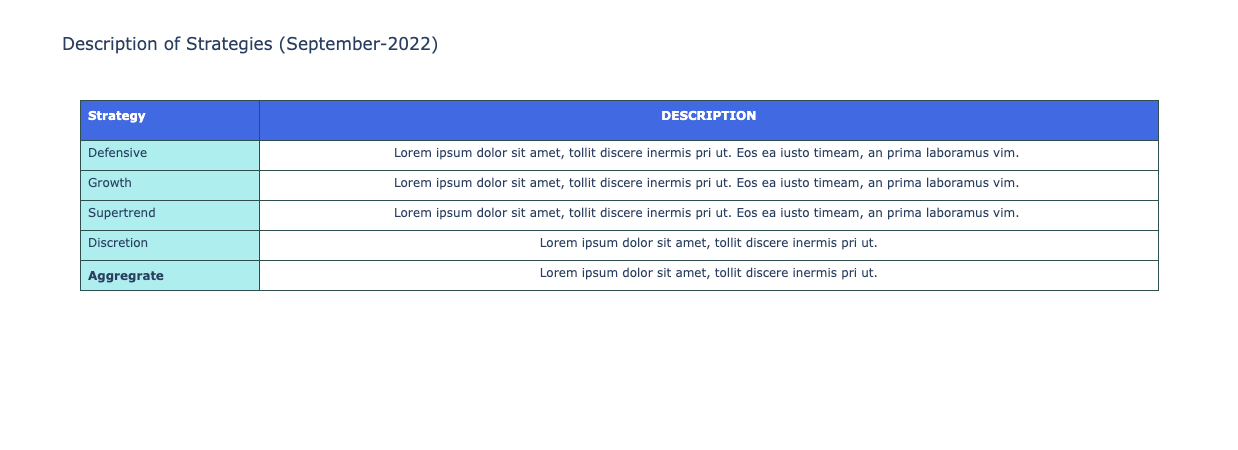 Description of Strategies (September-2022)
Strategy DESCRIPTION
Defensive Lorem ipsum dolor sit amet, tollit discere inermis pri ut. Eos ea iusto timeam, an prima laboramus vim.
Growth Lorem ipsum dolor sit amet, tollit discere inermis pri ut. Eos ea iusto timeam, an prima laboramus vim.
Supertrend Lorem ipsum dolor sit amet, tollit discere inermis pri ut. Eos ea iusto timeam, an prima laboramus vim.
Discretion Lorem ipsum dolor sit amet, tollit discere inermis pri ut.
Aggregrate Lorem ipsum dolor sit amet, tollit discere inermis pri ut.